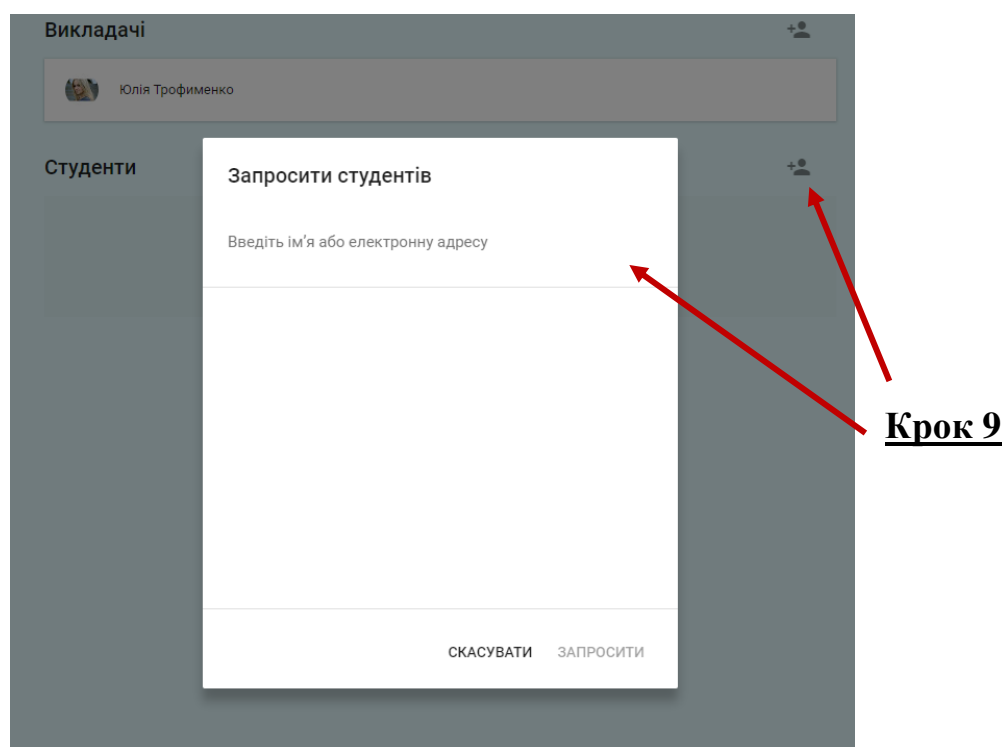 Викладачі
Юлія Трофименко
Студенти
Запросити студентів
Введіть ім'я або електронну адресу
Крок 9
СКАСУВАТИ ЗАПРОСИТИ